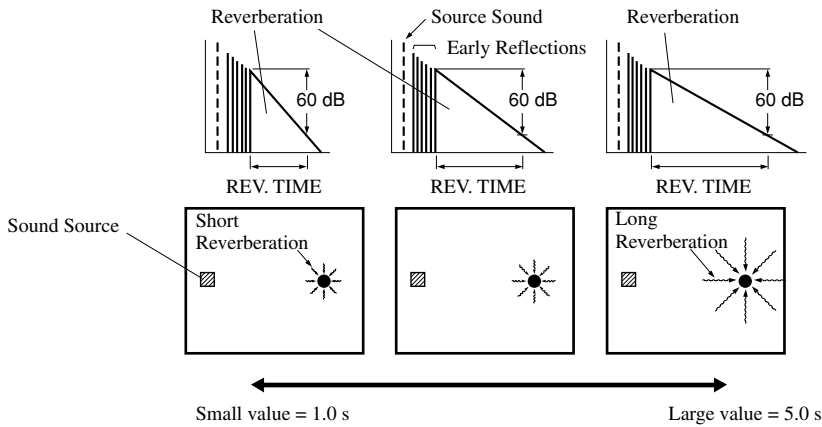 Reverberation
Source Sound
Early Reflections
Reverberation
60 dB
60 dB
60 dB
REV. TIME
REV. TIME
REV. TIME
Sound Source
Short
Reverberation
Long
Reverberation
Small value = 1.0 s
Large value = 5.0 s